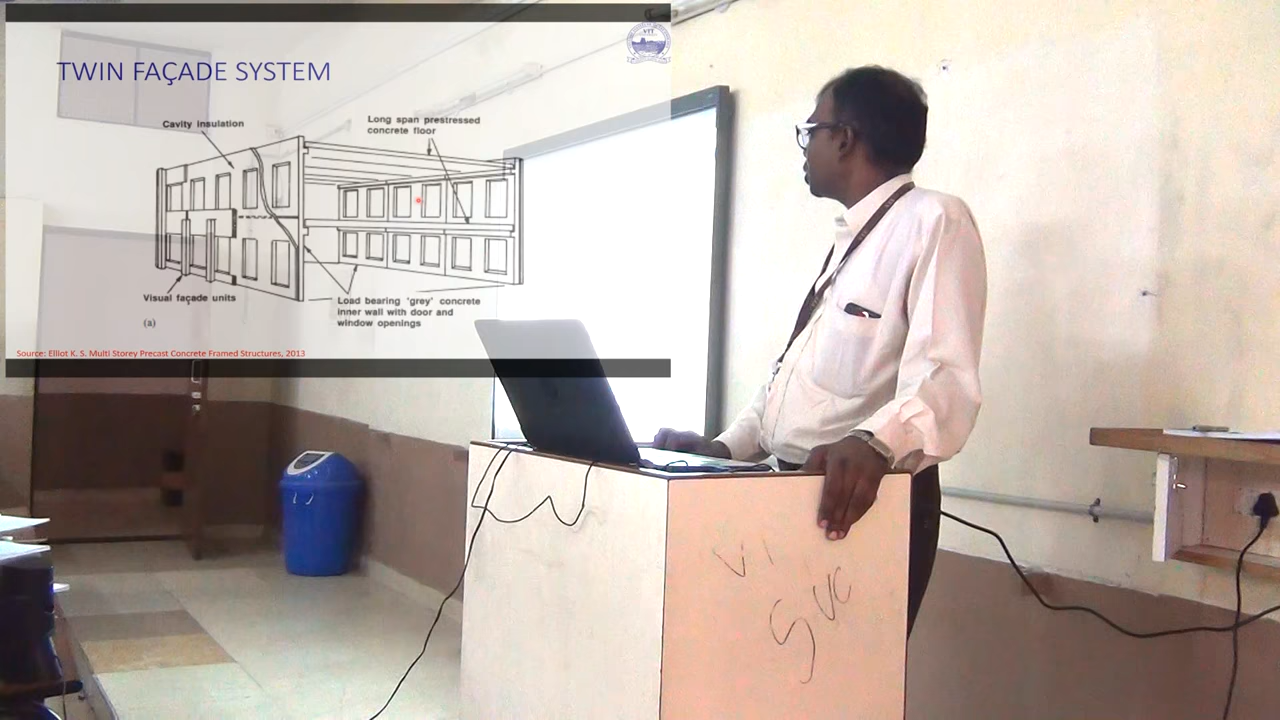 VIT
TWIN FAÇADE SYSTEM
Cavity insulation
Long span prestressed
concrete floor
Visual façade units
Load bearing 'grey' concrete
inner wall with door and
window openings
(a)
Source: Elliot K. S. Multi Storey Precast Concrete Framed Structures, 2013